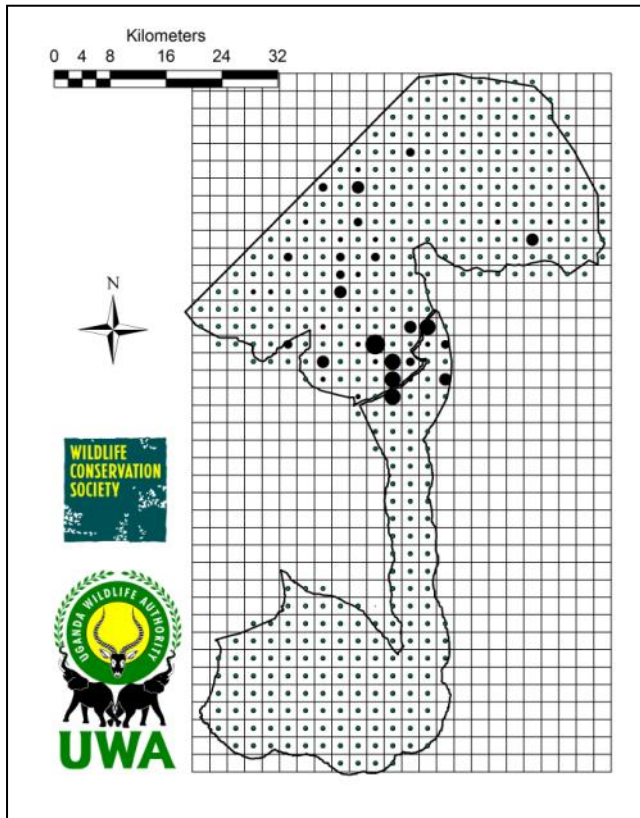 Kilometers
0 4 8 16 24 32
N
WILDLIFE
CONSERVATION
SOCIETY
UGANDA WILDLIFE AUTHORITY
UWA